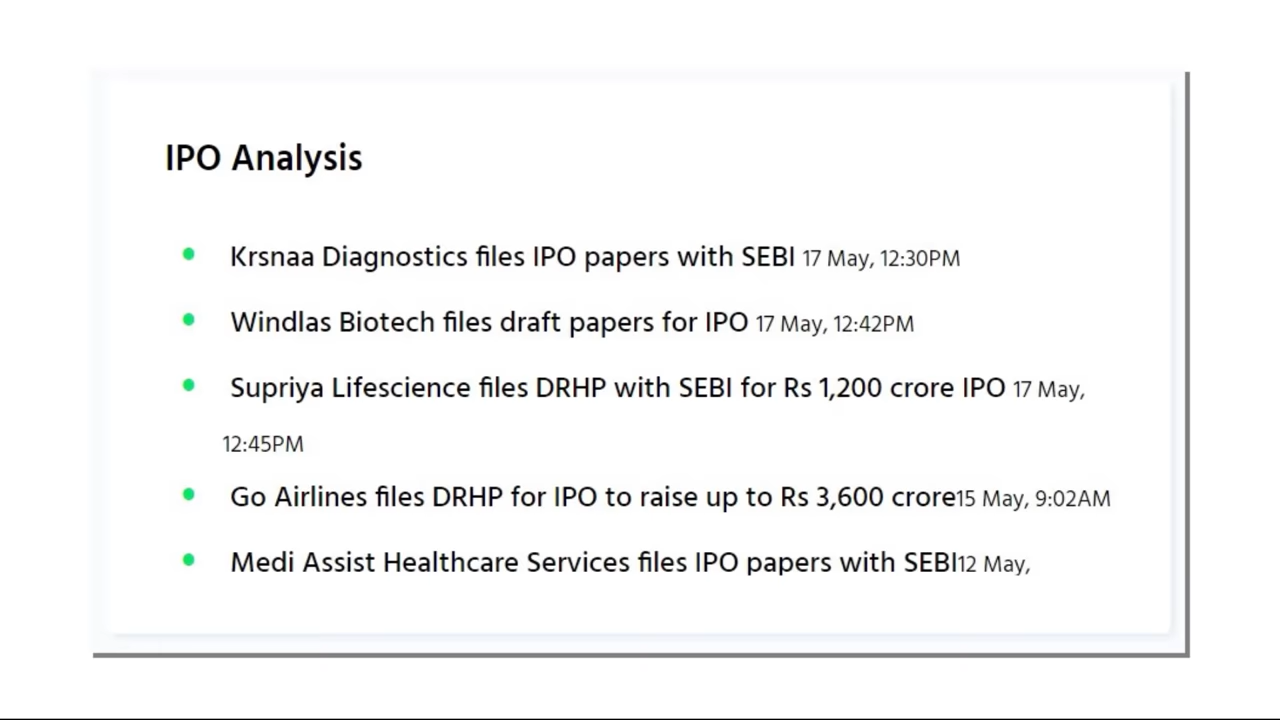 IPO Analysis
Krsnaa Diagnostics files IPO papers with SEBI 17 May, 12:30PM
Windlas Biotech files draft papers for IPO 17 May, 12:42PM
Supriya Lifescience files DRHP with SEBI for Rs 1,200 crore IPO 17 May,
12:45PM
Go Airlines files DRHP for IPO to raise up to Rs 3,600 crore15 May, 9:02AM
Medi Assist Healthcare Services files IPO papers with SEBI12 May,